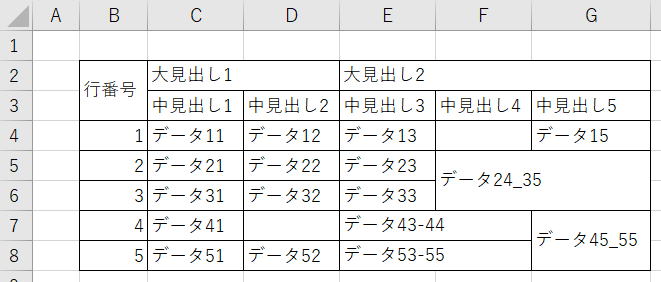 A B C D E F G
1
2 行番号 大見出し1 大見出し2
3 中見出し1 中見出し2 中見出し3 中見出し4 中見出し5
4 1 データ11 データ12 データ13 データ15
5 2 データ21 データ22 データ23 データ24_35
6 3 データ31 データ32 データ33
7 4 データ41 データ43-44 データ45_55
8 5 データ51 データ52 データ53-55